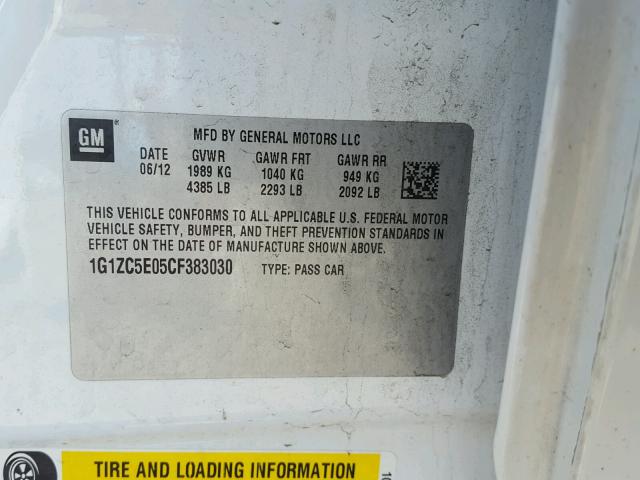 GM
MFD BY GENERAL MOTORS LLC
DATE GVWR GAWR FRT GAWR RR
06/12 1989 KG 1040 KG 949 KG
4385 LB 2293 LB 2092 LB
THIS VEHICLE CONFORMS TO ALL APPLICABLE U.S. FEDERAL MOTOR
VEHICLE SAFETY, BUMPER, AND THEFT PREVENTION STANDARDS IN
EFFECT ON THE DATE OF MANUFACTURE SHOWN ABOVE.
1G1ZC5E05CF383030 TYPE: PASS CAR
TIRE AND LOADING INFORMATION